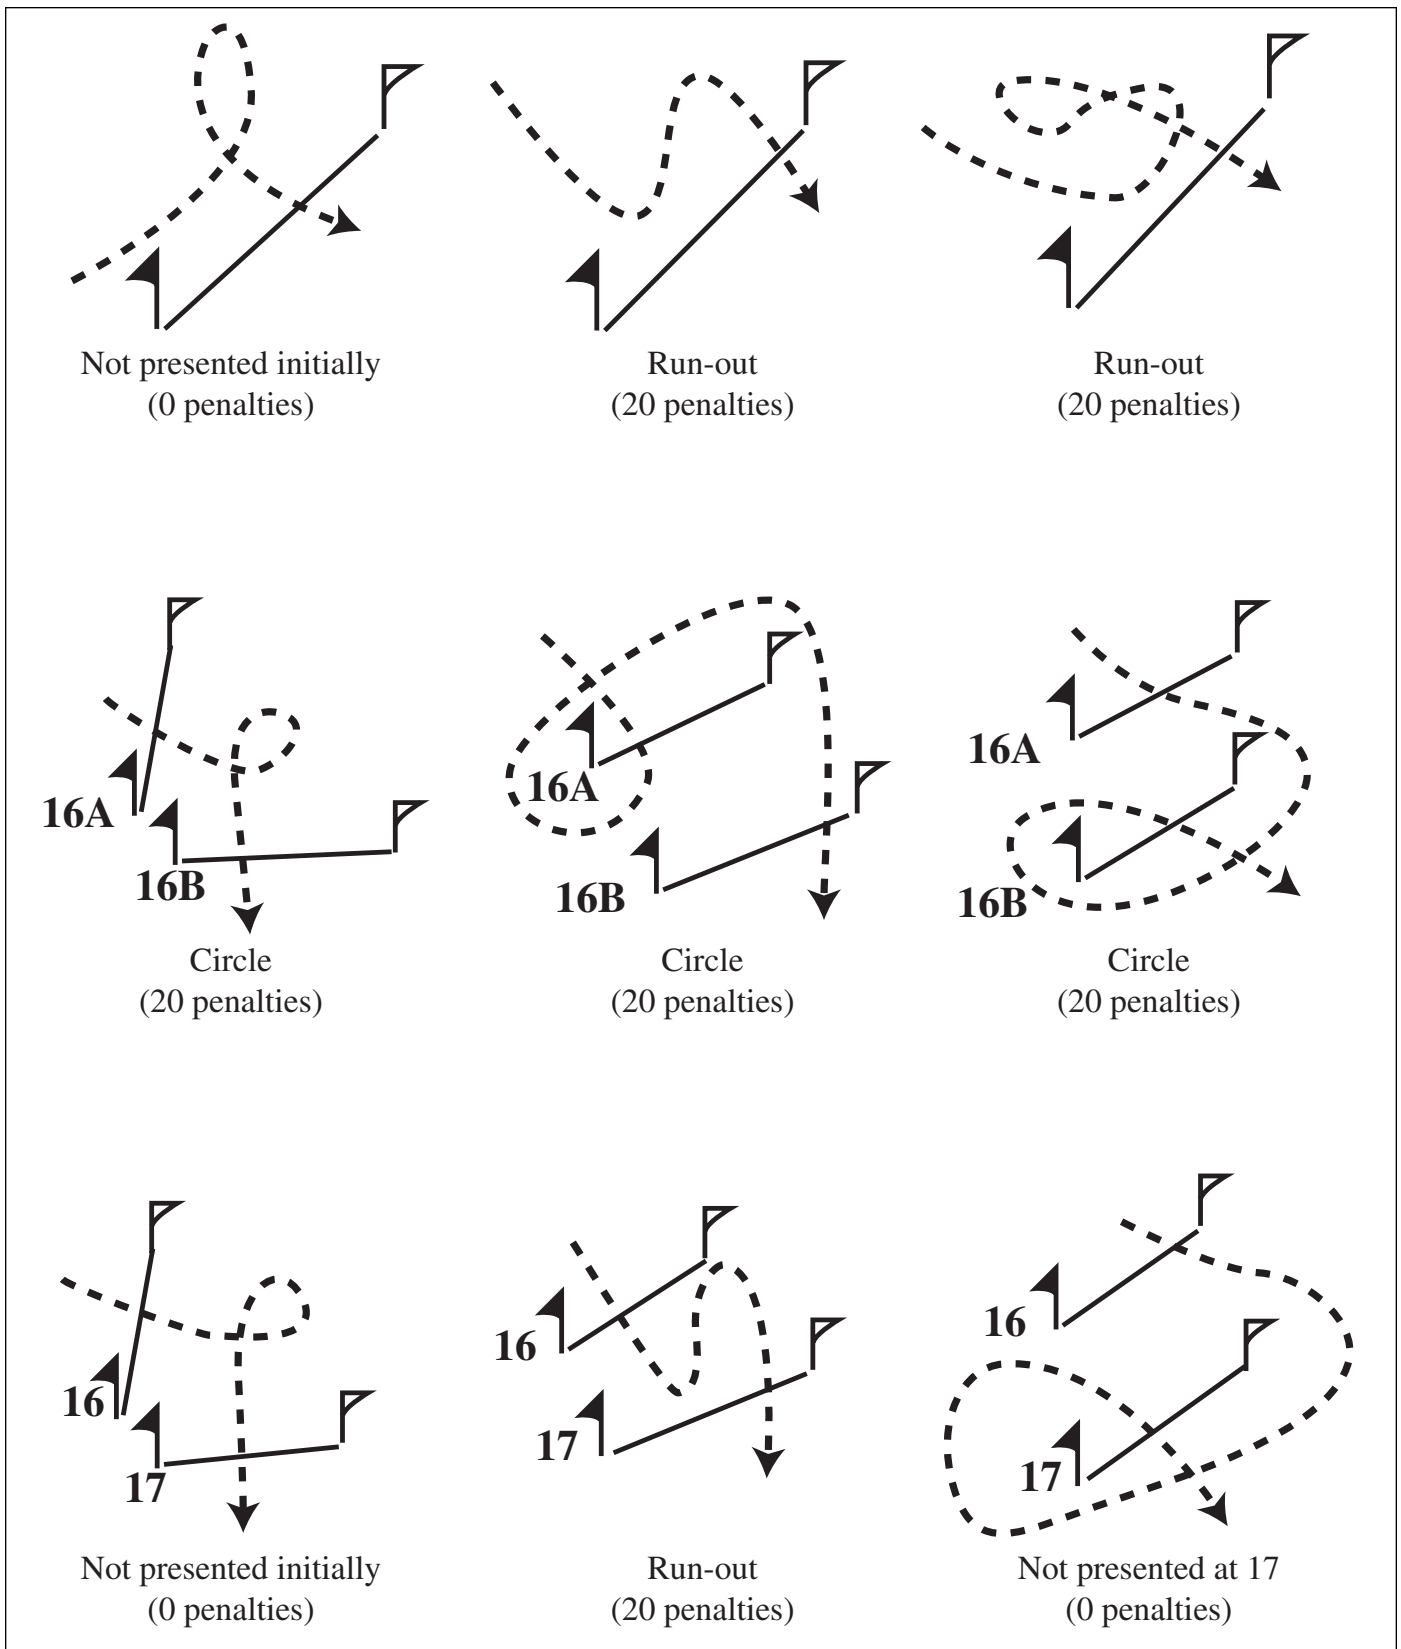 Not presented initially
(0 penalties)
Run-out
(20 penalties)
Run-out
(20 penalties)
16A
16B
Circle
(20 penalties)
16A
16B
Circle
(20 penalties)
16A
16B
Circle
(20 penalties)
16
17
Not presented initially
(0 penalties)
16
17
Run-out
(20 penalties)
16
17
Not presented at 17
(0 penalties)